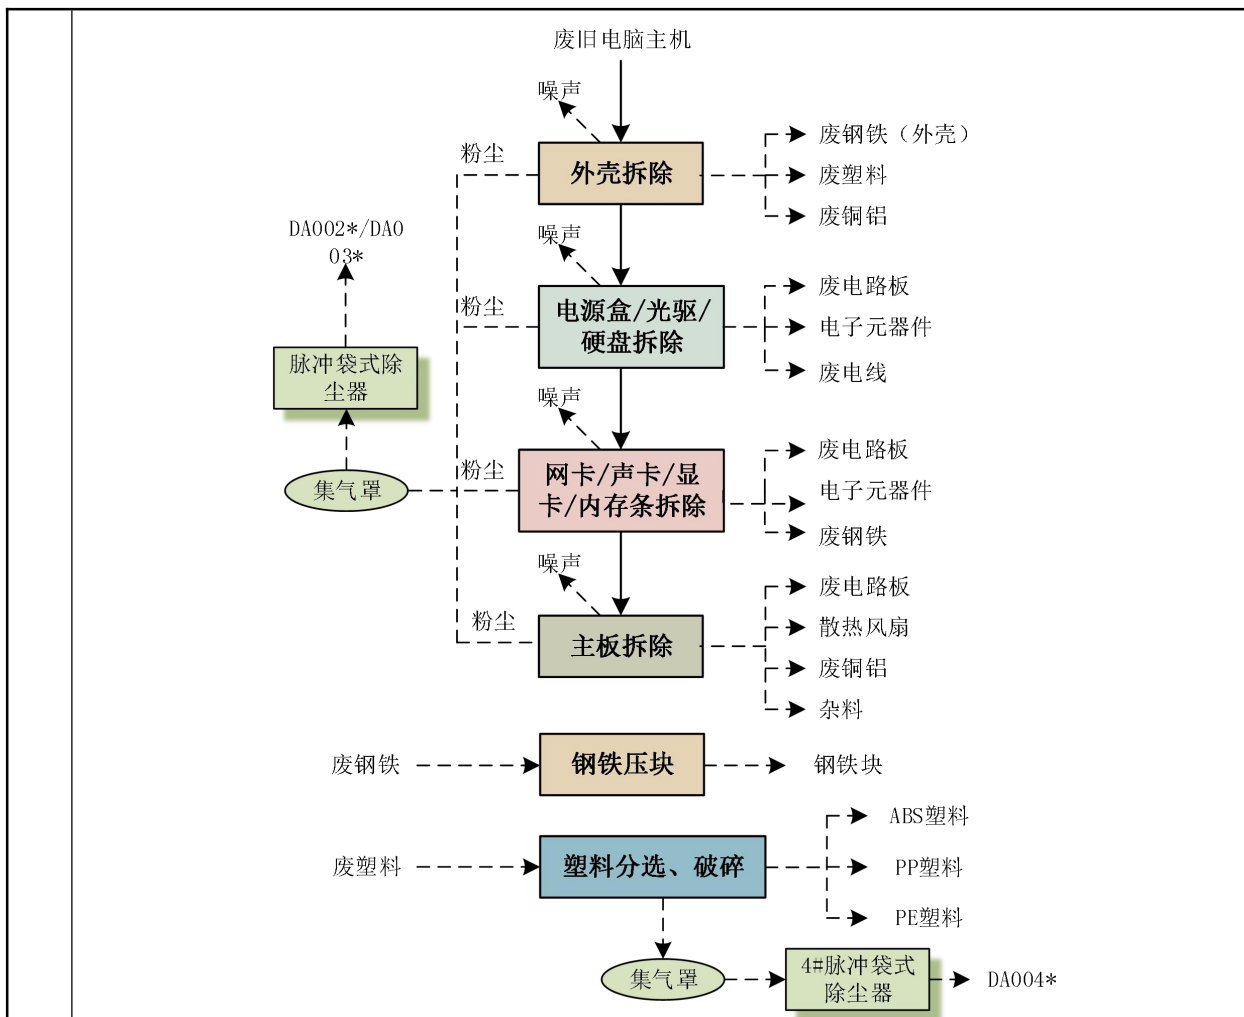 废旧电脑主机
噪声
粉尘
外壳拆除
废钢铁（外壳）
废塑料
废铜铝
DA002*/DA0
03*
噪声
粉尘
电源盒/光驱/
硬盘拆除
废电路板
电子元器件
废电线
脉冲袋式除
尘器
噪声
粉尘
集气罩
网卡/声卡/显
卡/内存条拆除
废电路板
电子元器件
废钢铁
噪声
粉尘
主板拆除
废电路板
散热风扇
废铜铝
杂料
废钢铁
钢铁压块
钢铁块
废塑料
塑料分选、破碎
ABS塑料
PP塑料
PE塑料
集气罩
4#脉冲袋式
除尘器
DA004*